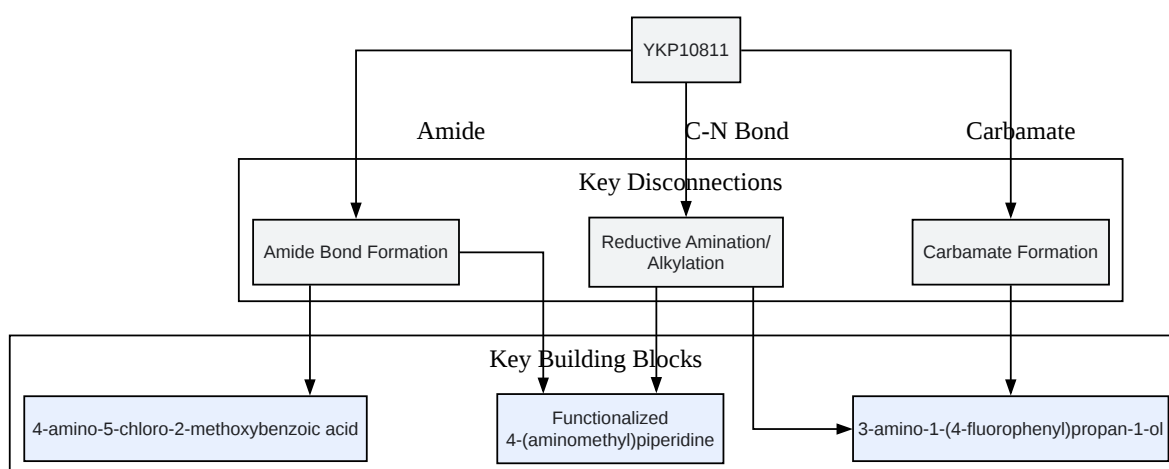 YKP10811
Amide
C-N Bond
Carbamate
Key Disconnections
Amide Bond Formation
Reductive Amination/
Alkylation
Carbamate Formation
Key Building Blocks
4-amino-5-chloro-2-methoxybenzoic acid
Functionalized
4-(aminomethyl)piperidine
3-amino-1-(4-fluorophenyl)propan-1-ol